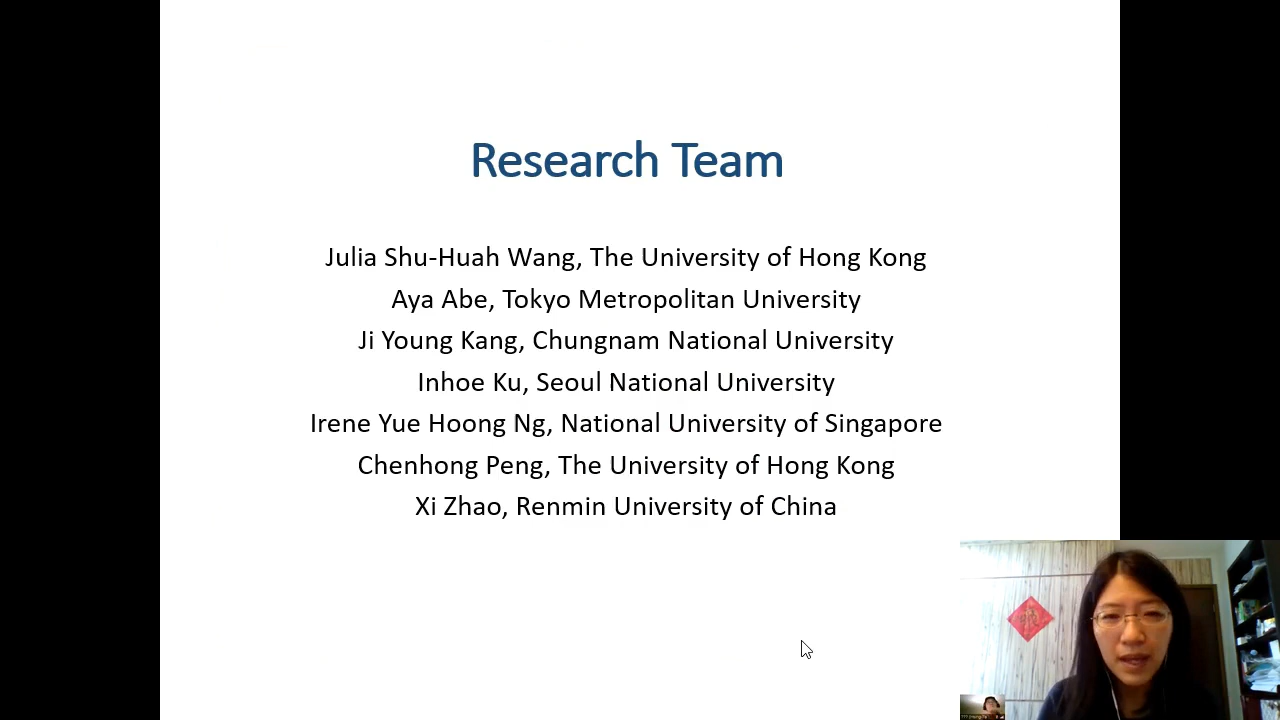 Research Team
Julia Shu-Huah Wang, The University of Hong Kong
Aya Abe, Tokyo Metropolitan University
Ji Young Kang, Chungnam National University
Inhoe Ku, Seoul National University
Irene Yue Hoong Ng, National University of Singapore
Chenhong Peng, The University of Hong Kong
Xi Zhao, Renmin University of China